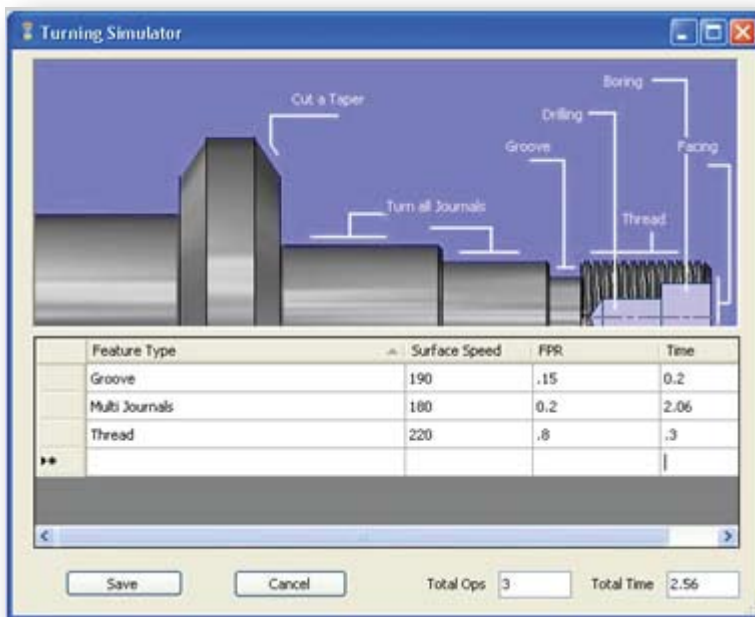 Turning Simulator
Boring
Cut a Taper
Drilling
Groove
Facing
Turn all Journals
Thread
Feature Type Surface Speed FPR Time
Groove 190 .15 0.2
Multi Journals 180 0.2 2.06
Thread 220 .8 .3
Save Cancel Total Ops 3 Total Time 2.56